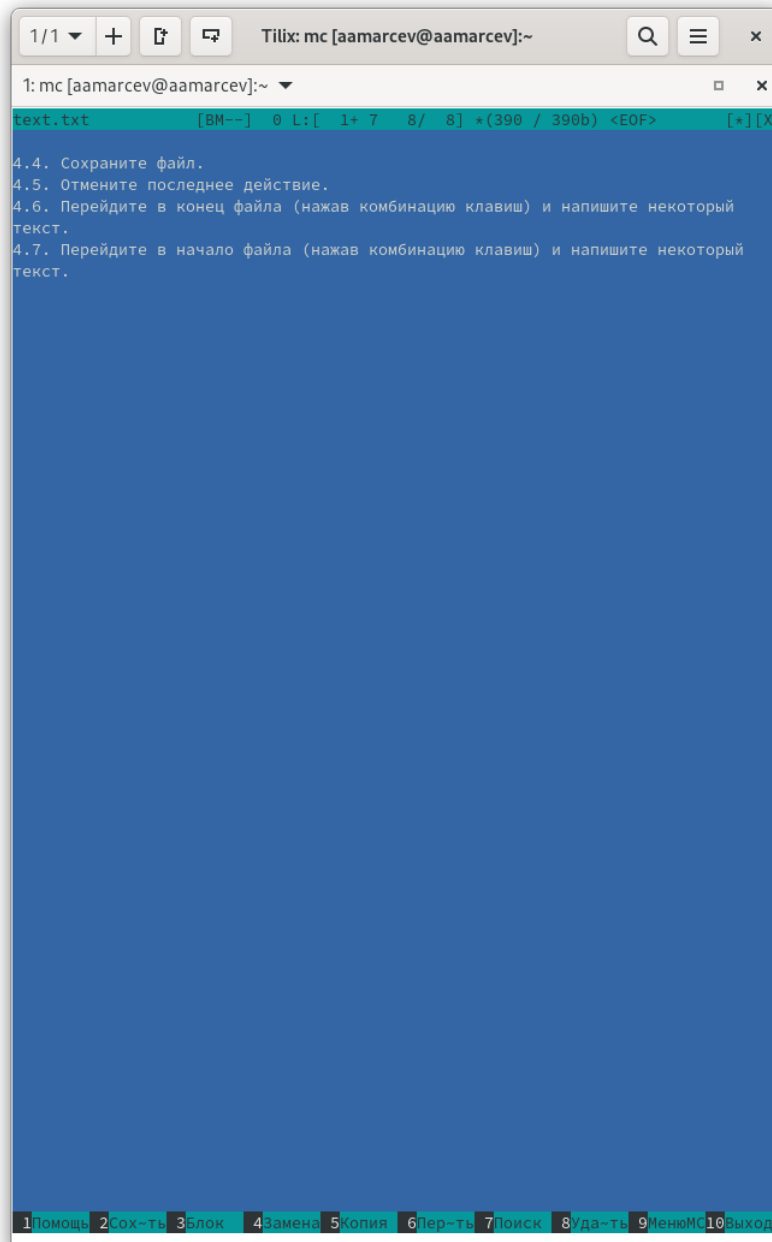 1/1
Tilix: mc [aamarcev@aamarcev]:~
1: mc [aamarcev@aamarcev]:~
text.txt [BM--] 0 L:[ 1+ 7 8/ 8] *(390 / 390b) <EOF> [*][X
4.4. Сохраните файл.
4.5. Отмените последнее действие.
4.6. Перейдите в конец файла (нажав комбинацию клавиш) и напишите некоторый
текст.
4.7. Перейдите в начало файла (нажав комбинацию клавиш) и напишите некоторый
текст.
1Помощь 2Сох~ть 3Блок 4Замена 5Копия 6Пер~ть 7Поиск 8Уда~ть 9МенюMC 10Выход